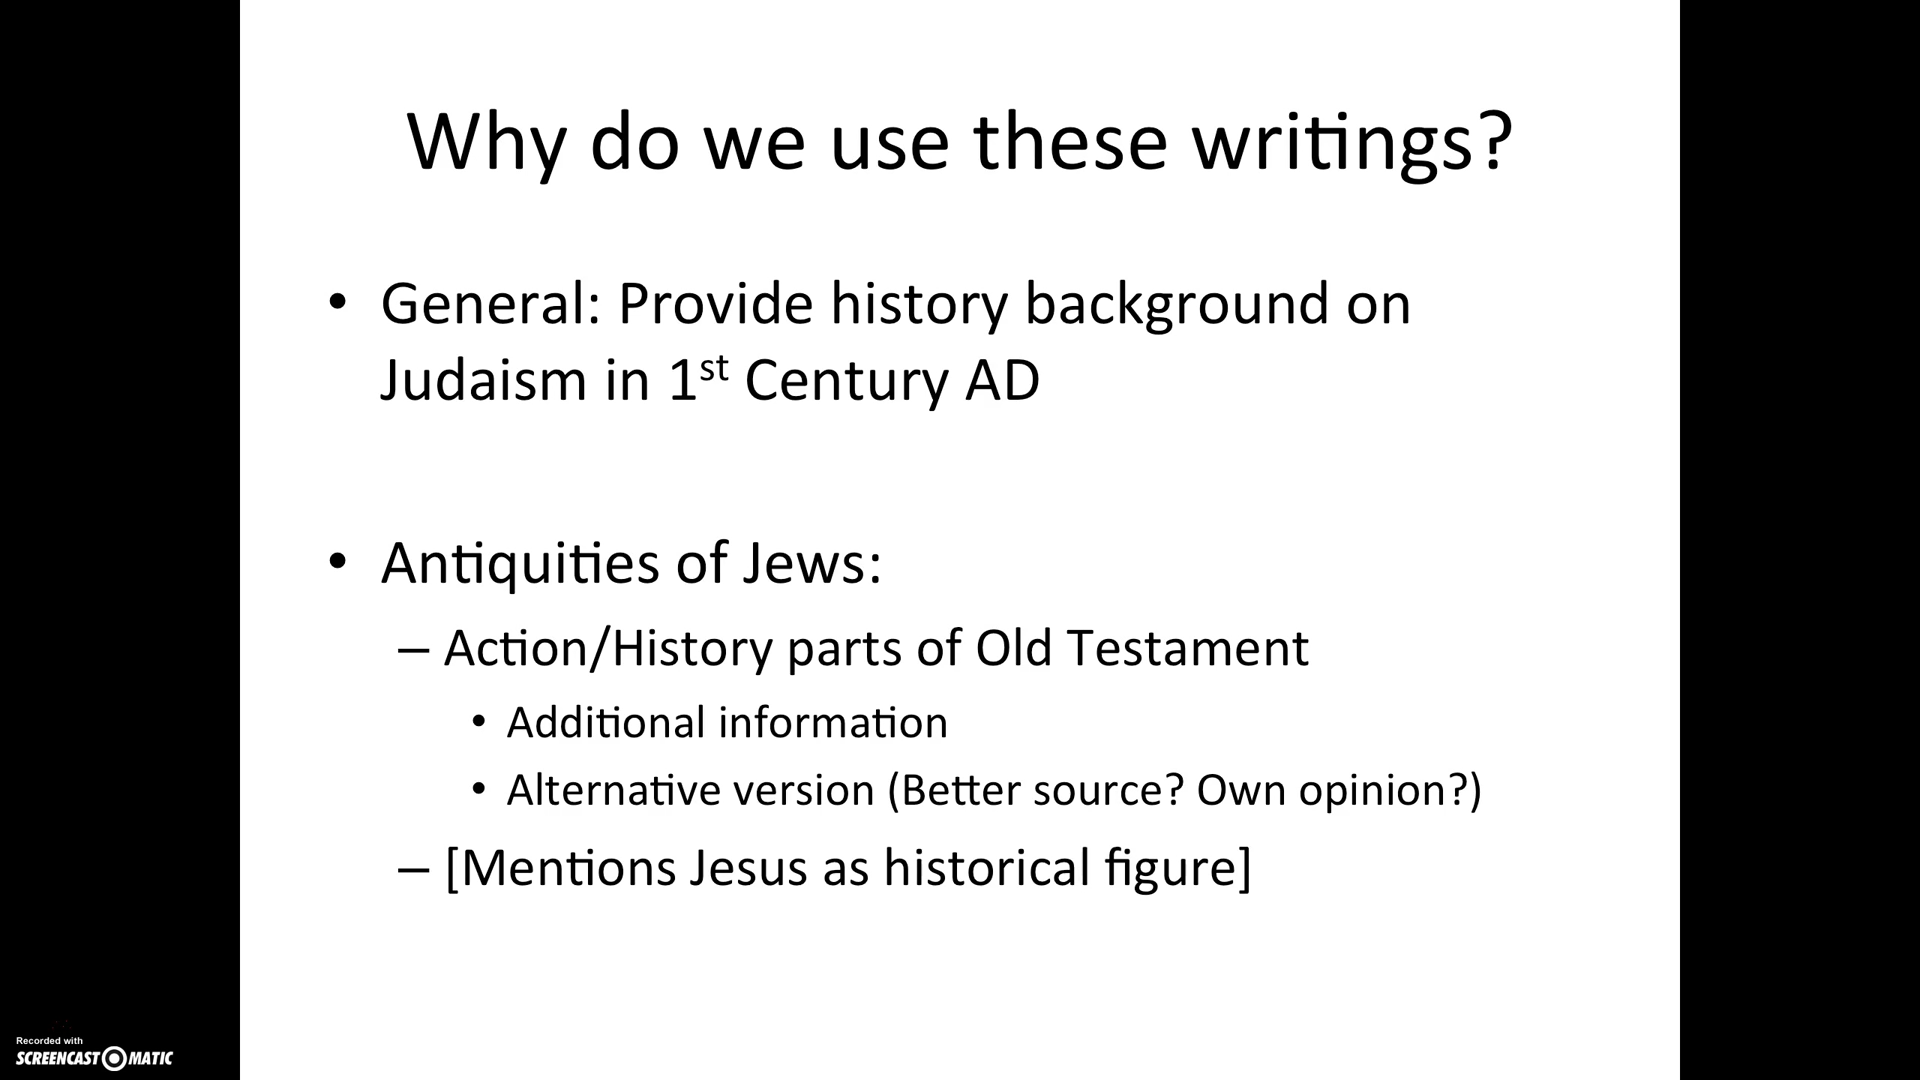 Why do we use these writings?
• General: Provide history background on
Judaism in 1st Century AD
• Antiquities of Jews:
– Action/History parts of Old Testament
• Additional information
• Alternative version (Better source? Own opinion?)
– [Mentions Jesus as historical figure]
Recorded with
SCREENCAST O MATIC